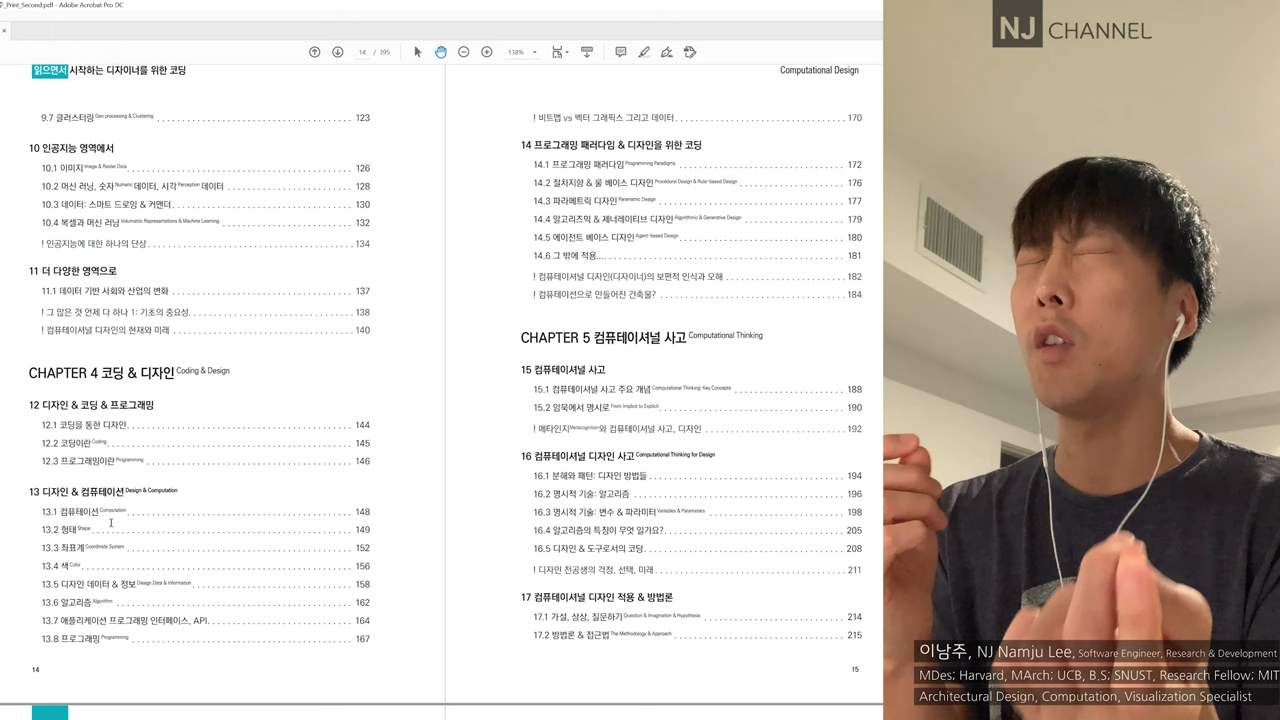 _Print_Second.pdf - Adobe Acrobat Pro DC
14 / 395
138%
읽으면서 시작하는 디자이너를 위한 코딩
9.7 클러스터링 Geo processing & Clustering 123
10 인공지능 영역에서
10.1 이미지 Image & Raster Data 126
10.2 머신 러닝, 숫자 Numeric 데이터, 시각 Perception 데이터 128
10.3 데이터: 스마트 드로잉 & 커맨더 130
10.4 복셀과 머신 러닝 Volumetric Representations & Machine Learning 132
! 인공지능에 대한 하나의 단상 134
11 더 다양한 영역으로
11.1 데이터 기반 사회와 산업의 변화 137
! 그 많은 것 언제 다 하나 1: 기초의 중요성 138
! 컴퓨테이셔널 디자인의 현재와 미래 140
CHAPTER 4 코딩 & 디자인 Coding & Design
12 디자인 & 코딩 & 프로그래밍
12.1 코딩을 통한 디자인 144
12.2 코딩이란 Coding 145
12.3 프로그래밍이란 Programming 146
13 디자인 & 컴퓨테이션 Design & Computation
13.1 컴퓨테이션 Computation 148
13.2 형태 Shape 149
13.3 좌표계 Coordinate System 152
13.4 색 Color 156
13.5 디자인 데이터 & 정보 Design Data & Information 158
13.6 알고리즘 Algorithm 162
13.7 애플리케이션 프로그래밍 인터페이스, API 164
13.8 프로그래밍 Programming 167
14
Computational Design
! 비트맵 vs 벡터 그래픽스 그리고 데이터 170
14 프로그래밍 패러다임 & 디자인을 위한 코딩
14.1 프로그래밍 패러다임 Programming Paradigms 172
14.2 절차지향 & 룰 베이스 디자인 Procedural Design & Rule-based Design 176
14.3 파라메트릭 디자인 Parametric Design 177
14.4 알고리즈믹 & 제너레이티브 디자인 Algorithmic & Generative Design 179
14.5 에이전트 베이스 디자인 Agent-based Design 180
14.6 그 밖에 적용.... 181
! 컴퓨테이셔널 디자인(디자이너)의 보편적 인식과 오해 182
! 컴퓨테이션으로 만들어진 건축물? 184
CHAPTER 5 컴퓨테이셔널 사고 Computational Thinking
15 컴퓨테이셔널 사고
15.1 컴퓨테이셔널 사고 주요 개념 Computational Thinking: Key Concepts 188
15.2 암묵에서 명시로 From Implicit to Explicit 190
! 메타인지 Metacognition와 컴퓨테이셔널 사고, 디자인 192
16 컴퓨테이셔널 디자인 사고 Computational Thinking for Design
16.1 분해와 패턴: 디자인 방법들 194
16.2 명시적 기술: 알고리즘 196
16.3 명시적 기술: 변수 & 파라미터 Variables & Parameters 198
16.4 알고리즘의 특징이 무엇 일가요? 205
16.5 디자인 & 도구로서의 코딩 208
! 디자인 전공생의 걱정, 선택, 미래 211
17 컴퓨테이셔널 디자인 적용 & 방법론
17.1 가설, 상상, 질문하기 Question & Imagination & Hypothesis 214
17.2 방법론 & 접근법 The Methodology & Approach 215
15
NJ CHANNEL
이남주, NJ Namju Lee, Software Engineer, Research & Development
MDes; Harvard, MArch; UCB, B.S; SNUST, Research Fellow; MIT
Architectural Design, Computation, Visualization Specialist